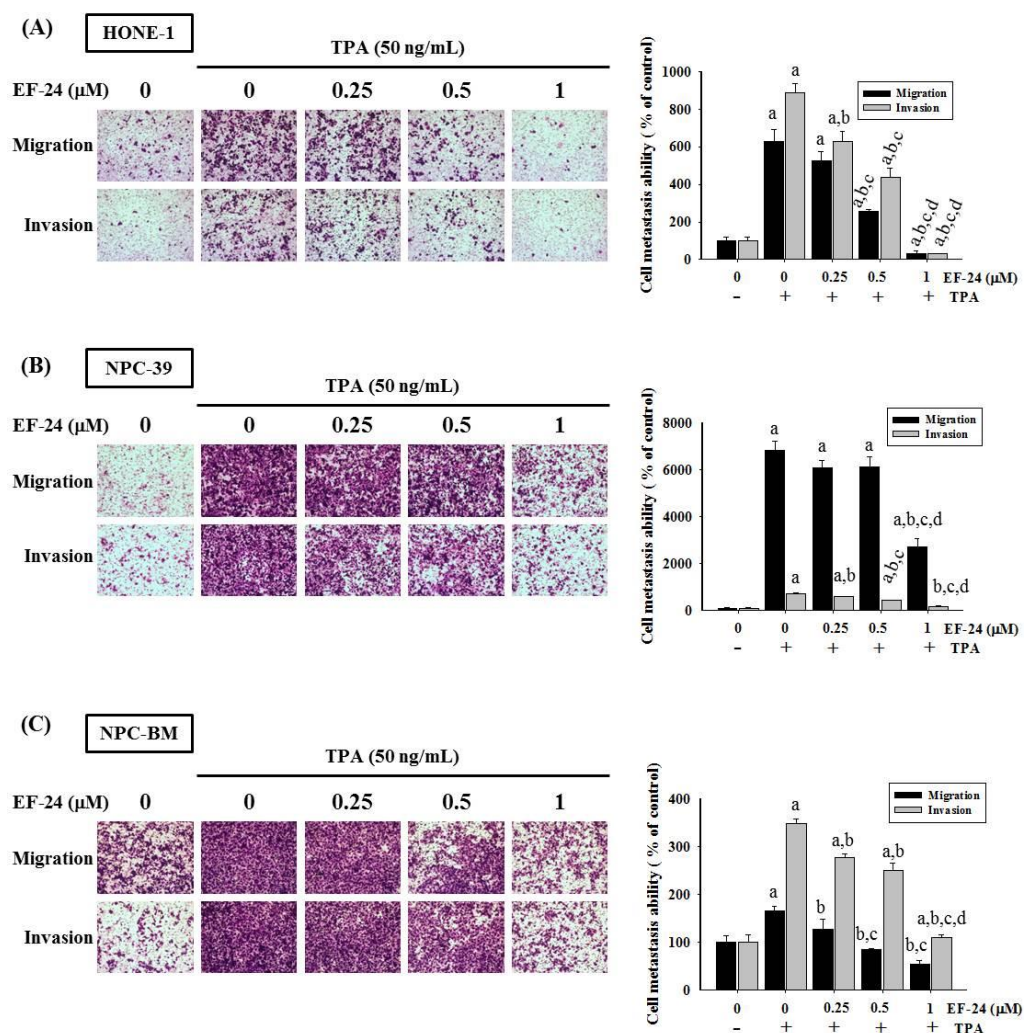 (A)
HONE-1
TPA (50 ng/mL)
EF-24 (μM) 0 0 0.25 0.5 1
Migration
Invasion
Cell metastasis ability ( % of control)
1000
800
600
400
200
0
Migration
Invasion
a
a
a
a,b
a,b,c
a,b,c
a,b,c,d
a,b,c,d
0 0 0.25 0.5 1 EF-24 (μM)
– + + + + TPA
(B)
NPC-39
TPA (50 ng/mL)
EF-24 (μM) 0 0 0.25 0.5 1
Migration
Invasion
Cell metastasis ability ( % of control)
8000
6000
4000
2000
0
Migration
Invasion
a
a
a
a,b
a
a,b,c
a,b,c,d
b,c,d
0 0 0.25 0.5 1 EF-24 (μM)
– + + + + TPA
(C)
NPC-BM
TPA (50 ng/mL)
EF-24 (μM) 0 0 0.25 0.5 1
Migration
Invasion
Cell metastasis ability ( % of control)
400
300
200
100
0
Migration
Invasion
a
a
b
a,b
b,c
a,b
b,c
a,b,c,d
0 0 0.25 0.5 1 EF-24 (μM)
– + + + + TPA